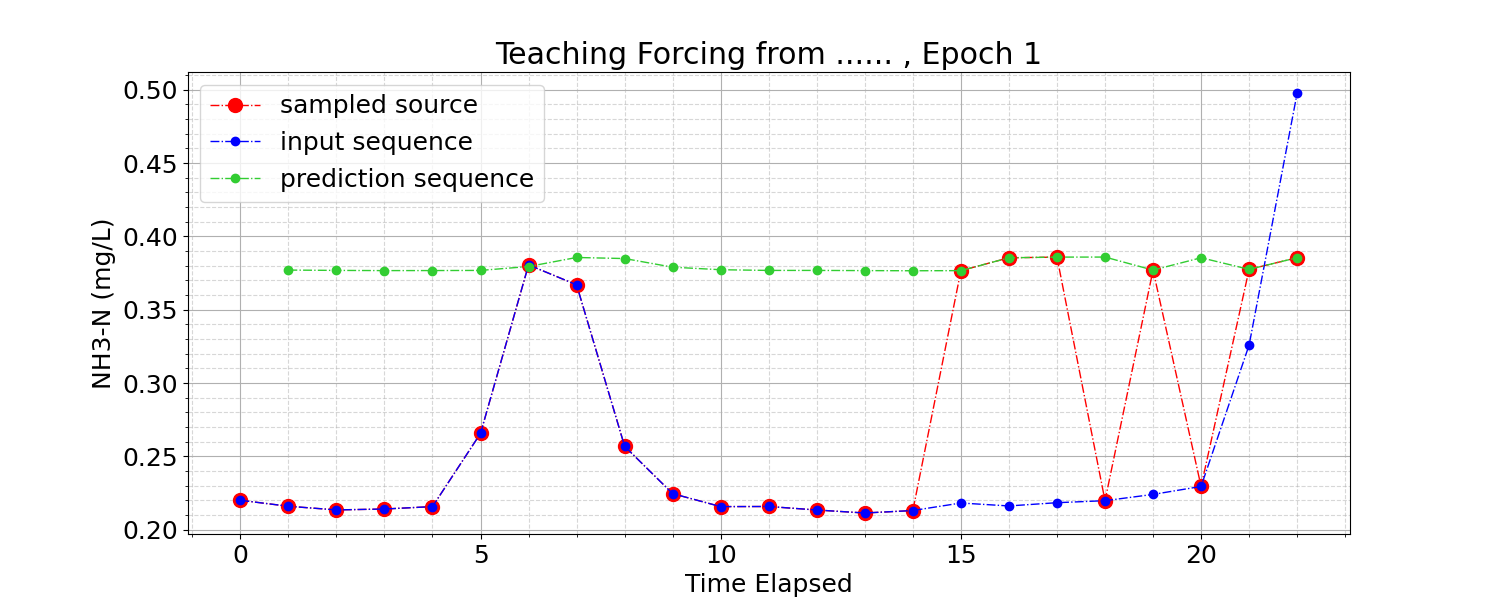 Teaching Forcing from ...... , Epoch 1
sampled source
input sequence
prediction sequence
NH3-N (mg/L)
0.50
0.45
0.40
0.35
0.30
0.25
0.20
0 5 10 15 20
Time Elapsed